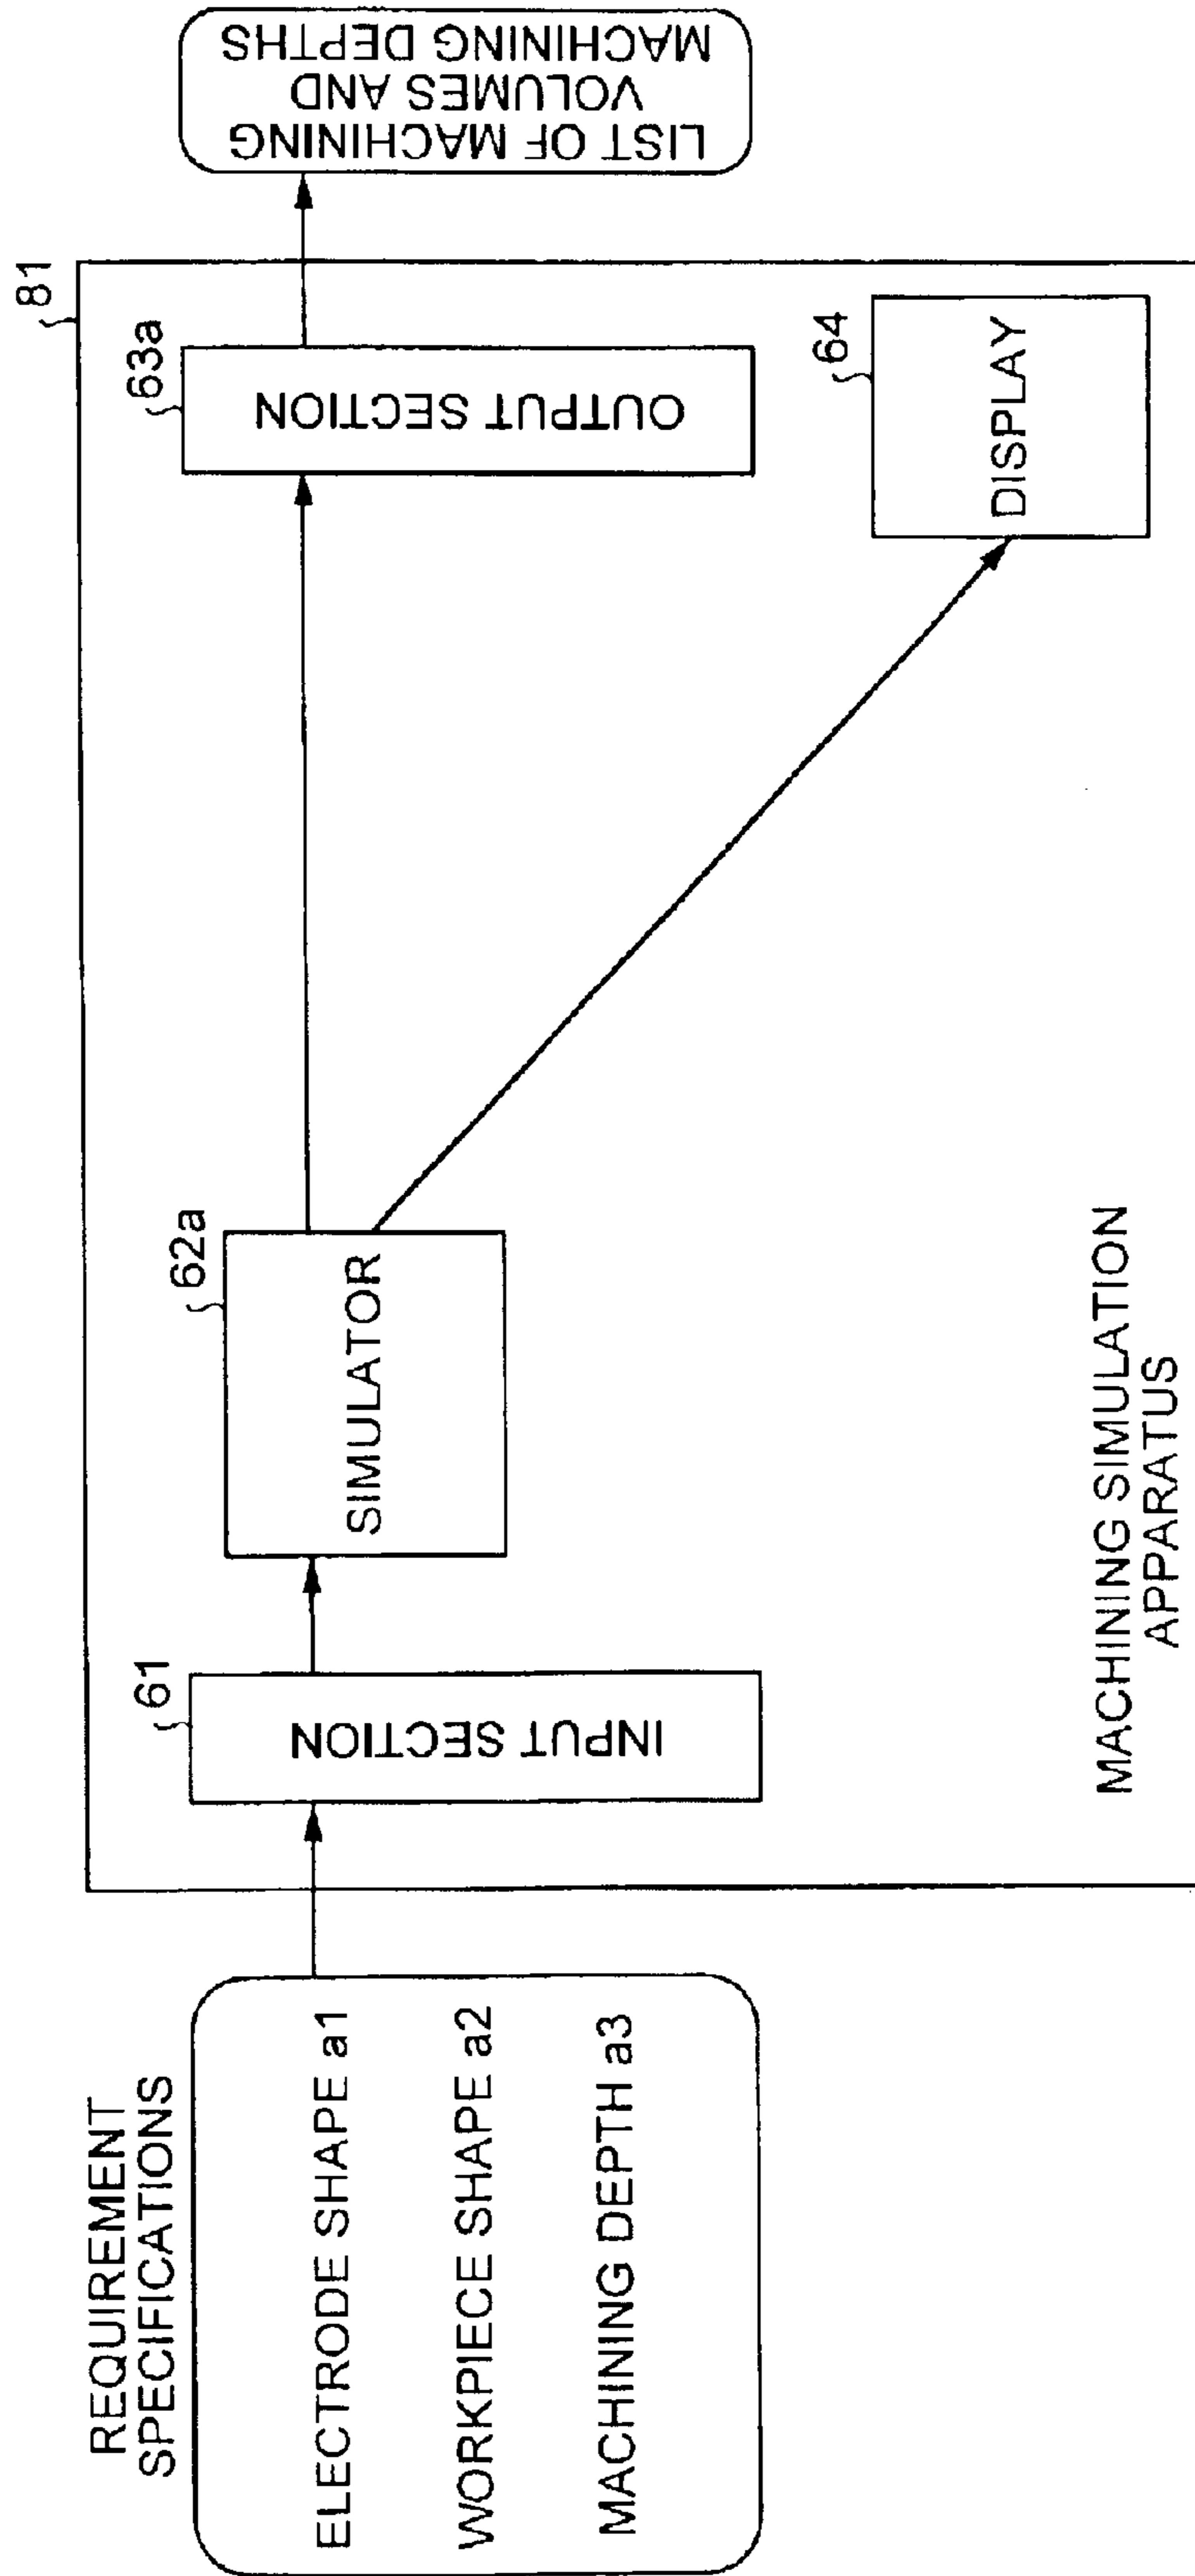 REQUIREMENT
SPECIFICATIONS
ELECTRODE SHAPE a1
WORKPIECE SHAPE a2
MACHINING DEPTH a3
81
61
INPUT SECTION
62a
SIMULATOR
63a
OUTPUT SECTION
64
DISPLAY
MACHINING SIMULATION
APPARATUS
LIST OF MACHINING
VOLUMES AND
MACHINING DEPTHS